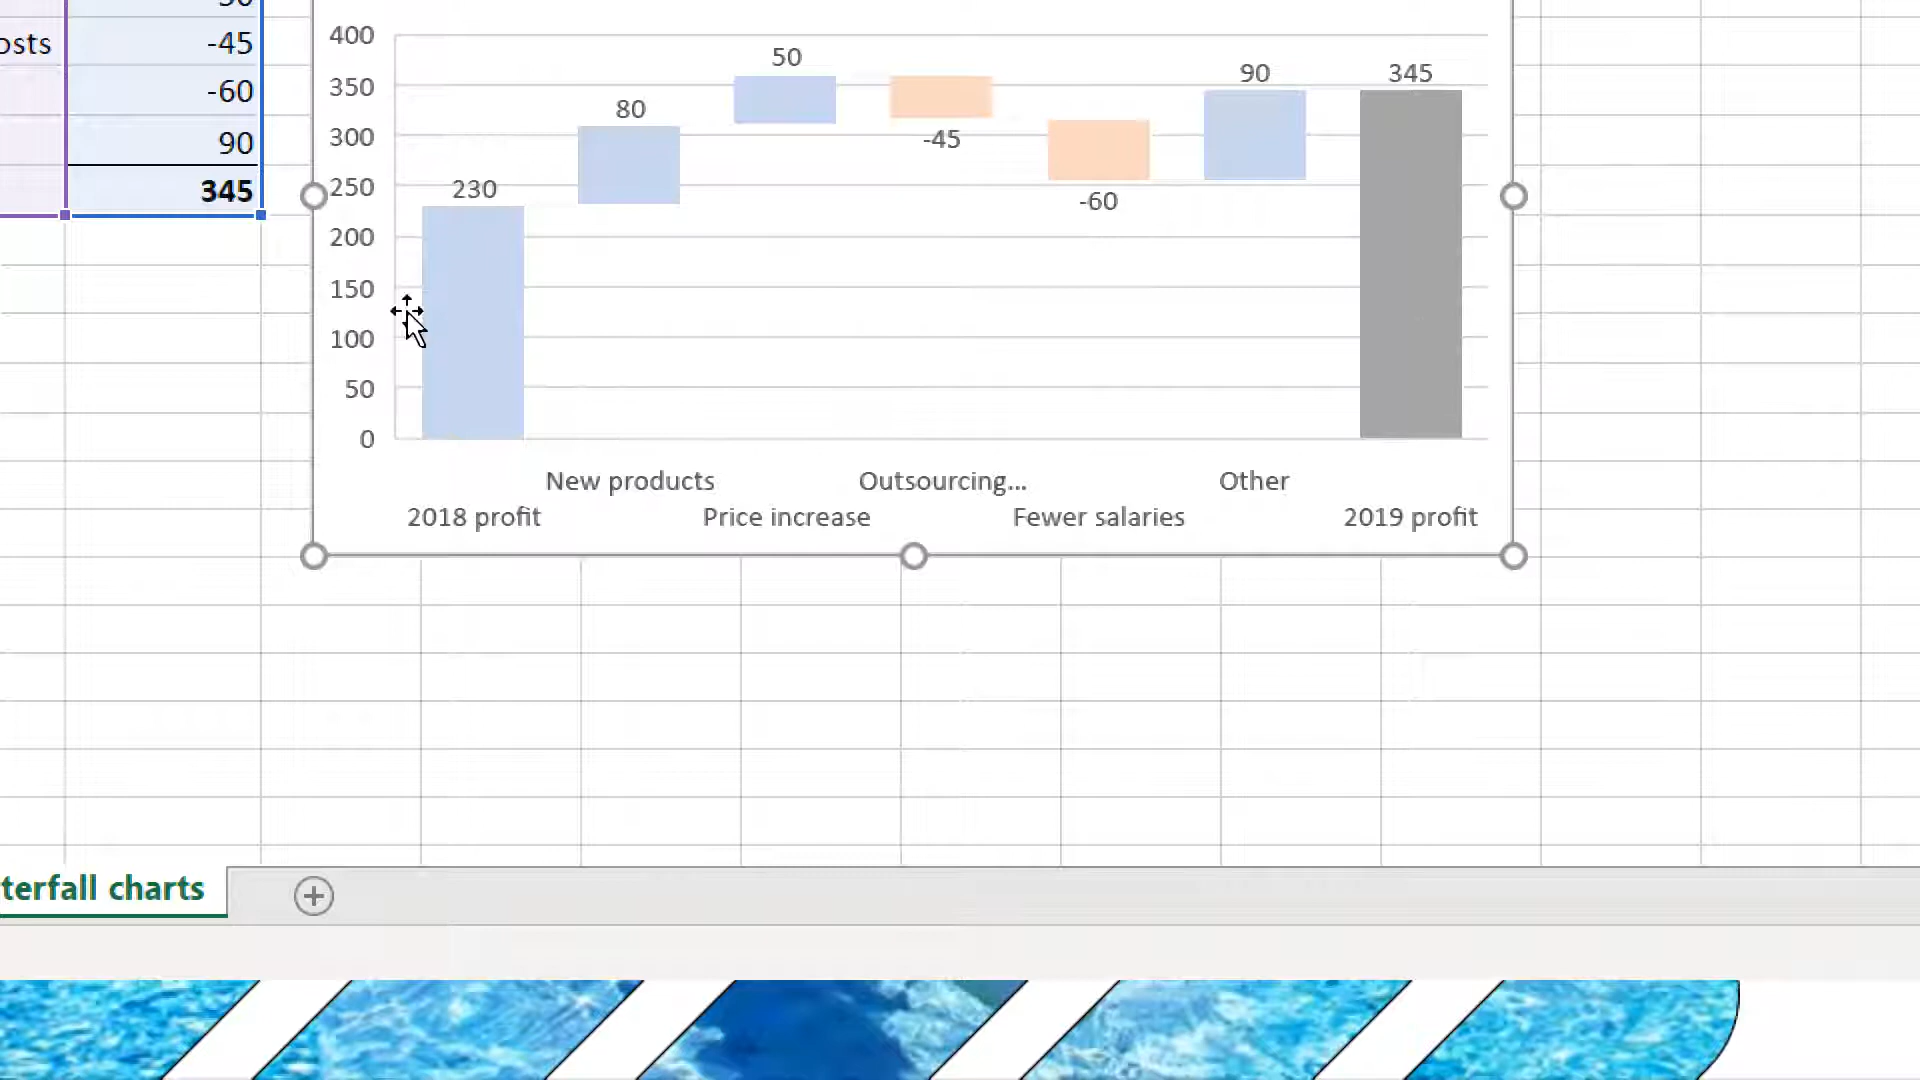 osts
-45
-60
90
345
400
350
300
250
200
150
100
50
0
230
80
50
-45
-60
90
345
New products
Outsourcing...
Other
2018 profit
Price increase
Fewer salaries
2019 profit
terfall charts